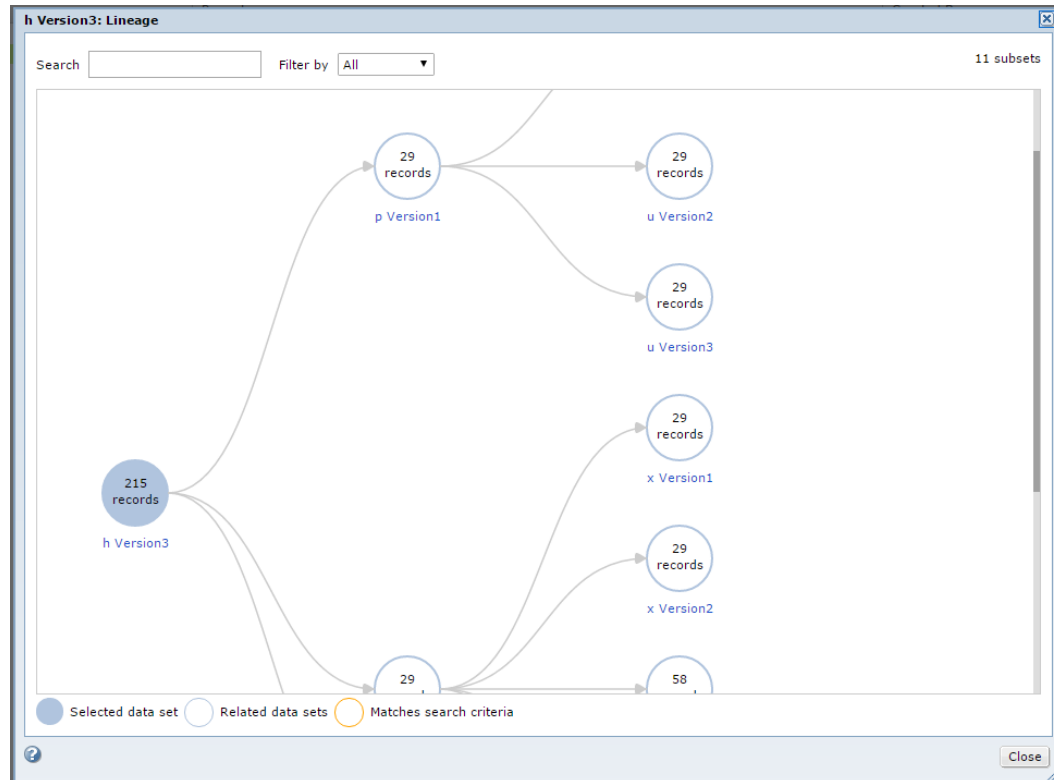 h Version3: Lineage
Search
Filter by All
11 subsets
29
records
p Version1
29
records
u Version2
29
records
u Version3
29
records
x Version1
215
records
h Version3
29
records
x Version2
29
58
Selected data set
Related data sets
Matches search criteria
Close